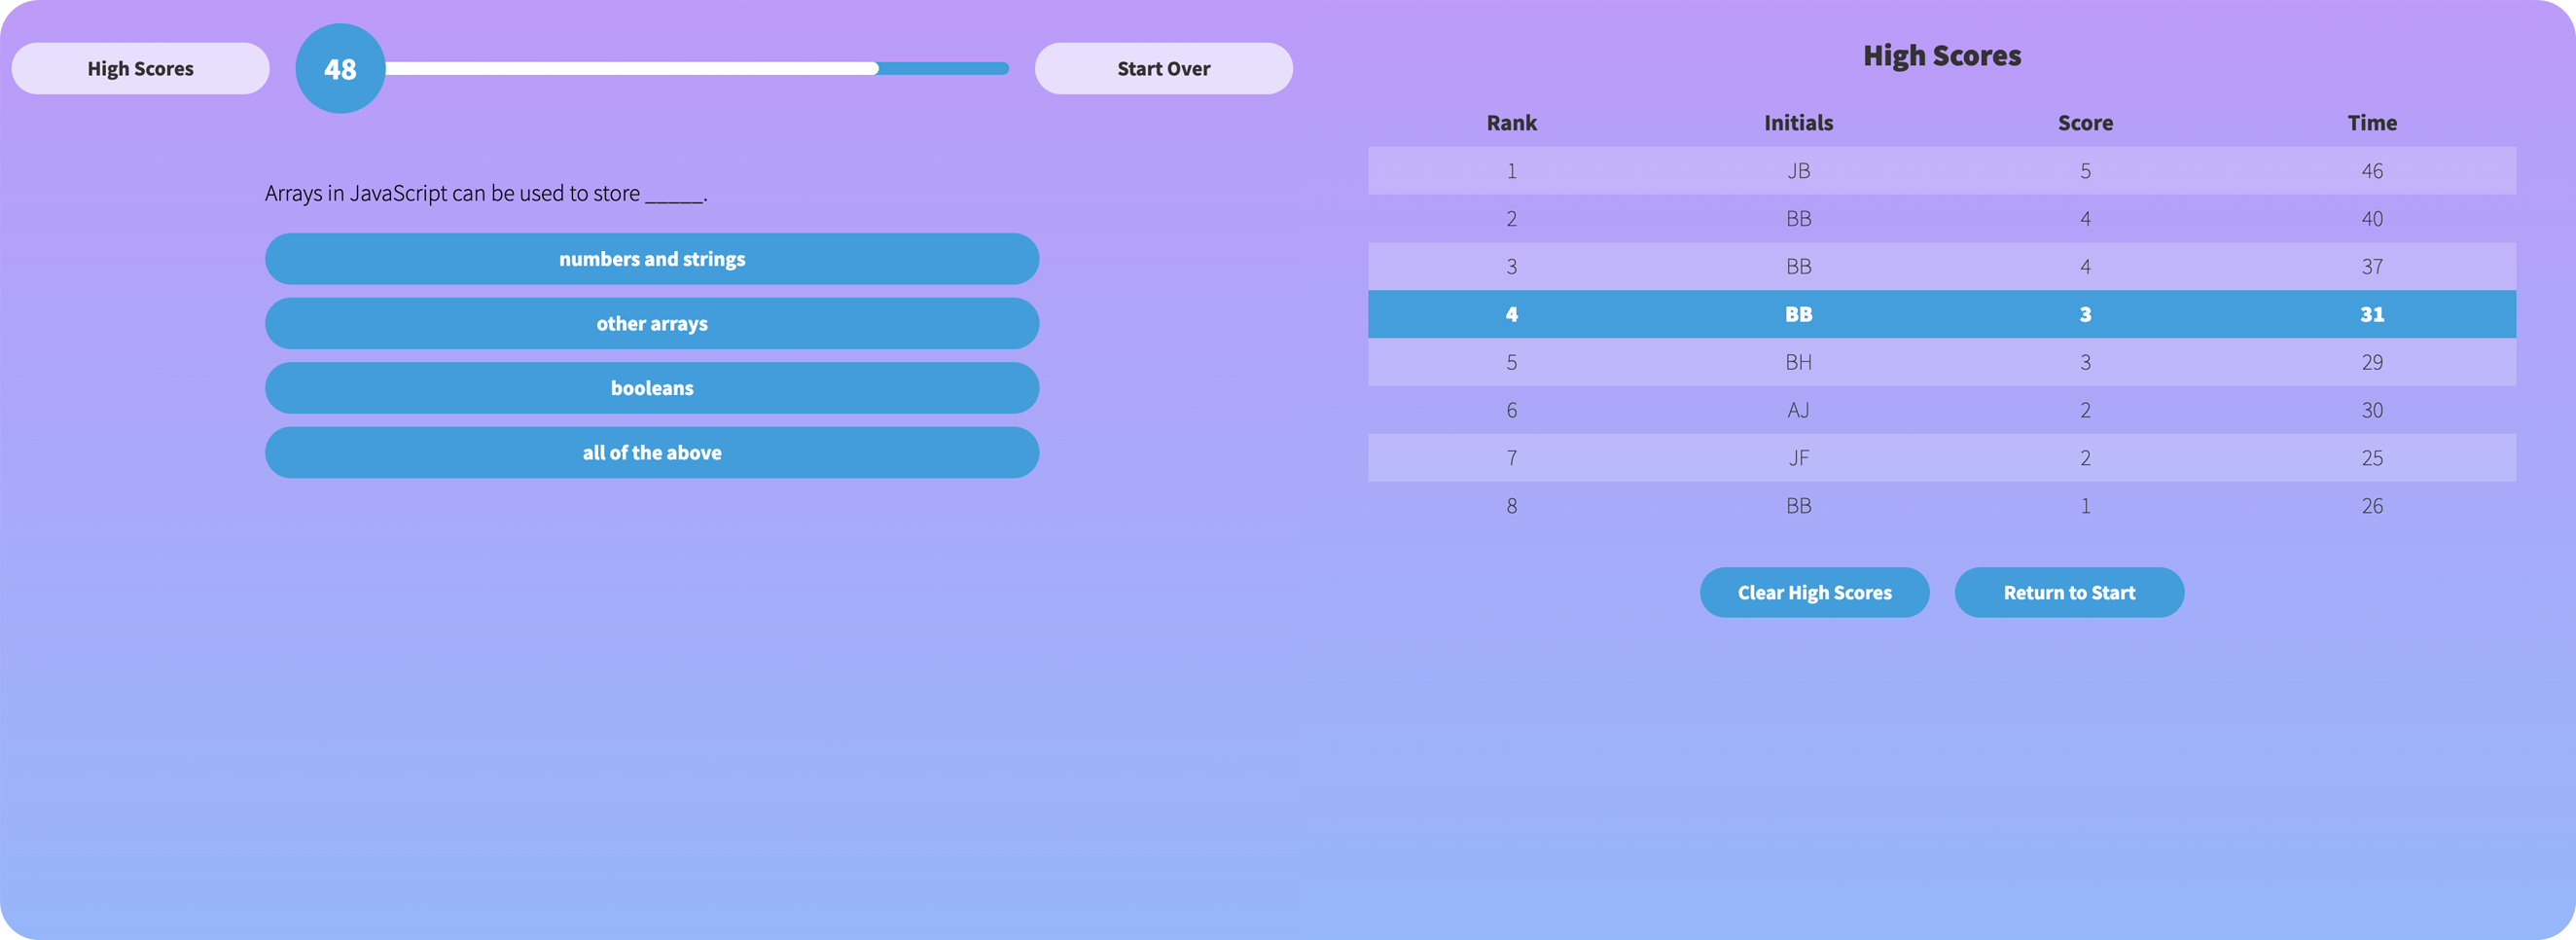 High Scores
48
Start Over
Arrays in JavaScript can be used to store _____.
numbers and strings
other arrays
booleans
all of the above
High Scores
Rank Initials Score Time
1 JB 5 46
2 BB 4 40
3 BB 4 37
4 BB 3 31
5 BH 3 29
6 AJ 2 30
7 JF 2 25
8 BB 1 26
Clear High Scores Return to Start